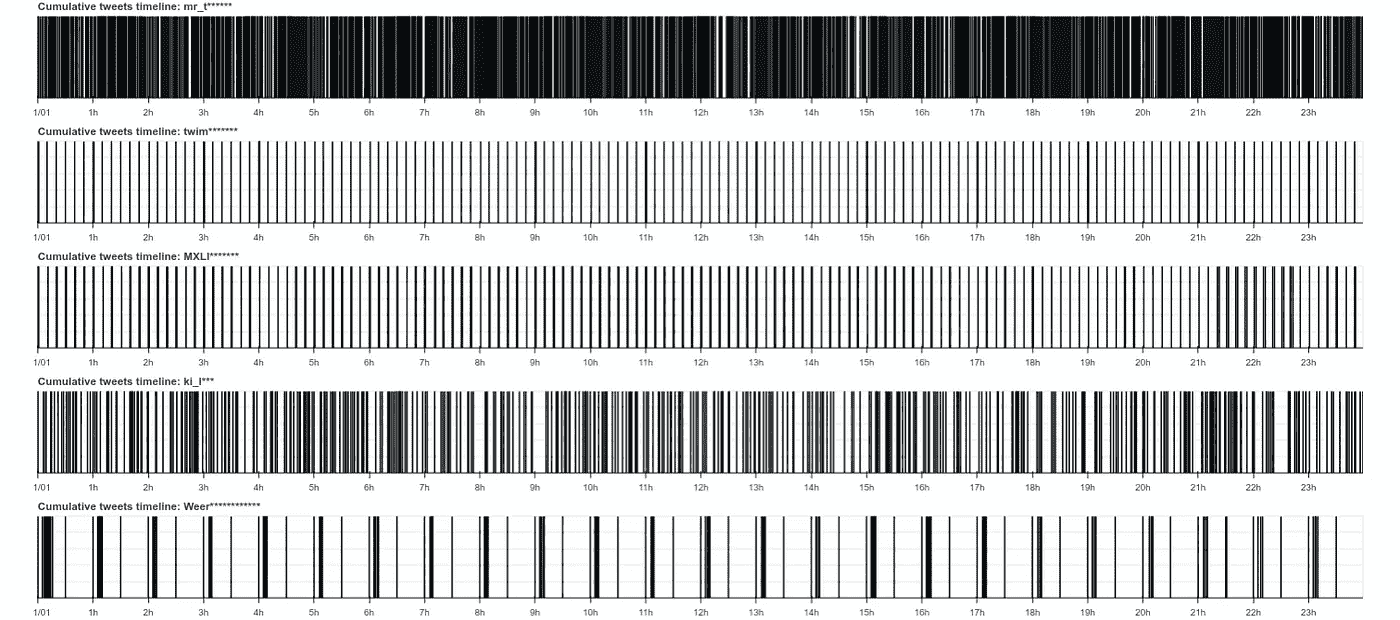 Cumulative tweets timeline: mr_t******
1/01 1h 2h 3h 4h 5h 6h 7h 8h 9h 10h 11h 12h 13h 14h 15h 16h 17h 18h 19h 20h 21h 22h 23h
Cumulative tweets timeline: twim*******
1/01 1h 2h 3h 4h 5h 6h 7h 8h 9h 10h 11h 12h 13h 14h 15h 16h 17h 18h 19h 20h 21h 22h 23h
Cumulative tweets timeline: MXLI*******
1/01 1h 2h 3h 4h 5h 6h 7h 8h 9h 10h 11h 12h 13h 14h 15h 16h 17h 18h 19h 20h 21h 22h 23h
Cumulative tweets timeline: ki_l***
1/01 1h 2h 3h 4h 5h 6h 7h 8h 9h 10h 11h 12h 13h 14h 15h 16h 17h 18h 19h 20h 21h 22h 23h
Cumulative tweets timeline: Weer************
1/01 1h 2h 3h 4h 5h 6h 7h 8h 9h 10h 11h 12h 13h 14h 15h 16h 17h 18h 19h 20h 21h 22h 23h